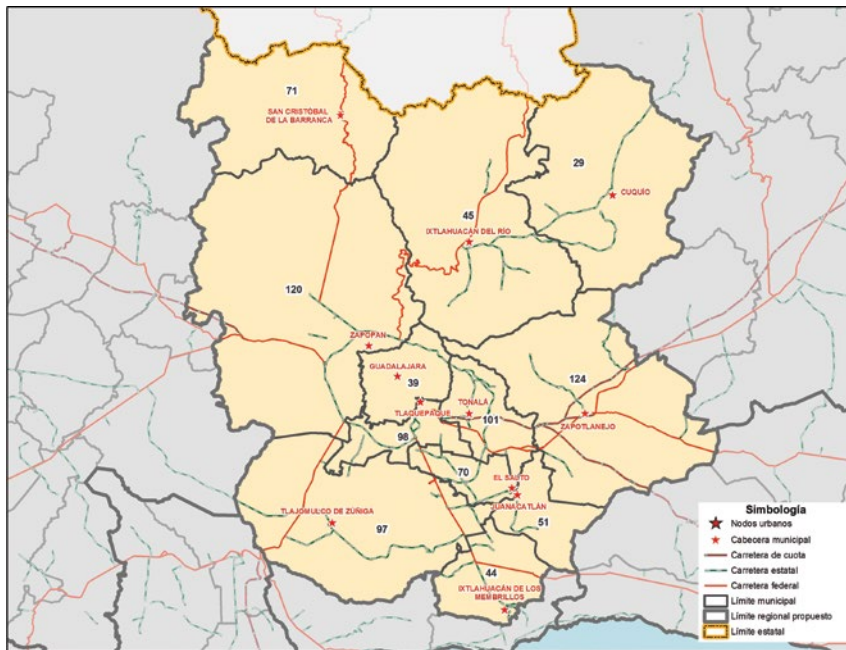 71
SAN CRISTÓBAL
DE LA BARRANCA
29
CUQUÍO
45
IXTLAHUACÁN DEL RÍO
120
ZAPOPAN
GUADALAJARA
39
124
TLAQUEPAQUE
TONALÁ
101
ZAPOTLANEJO
98
70
EL SALTO
JUANACATLÁN
TLAJOMULCO DE ZÚÑIGA
97
51
44
IXTLAHUACÁN DE LOS
MEMBRILLOS
Simbología
Nodos urbanos
Cabecera municipal
Carretera de cuota
Carretera estatal
Carretera federal
Límite municipal
Límite regional propuesto
Límite estatal